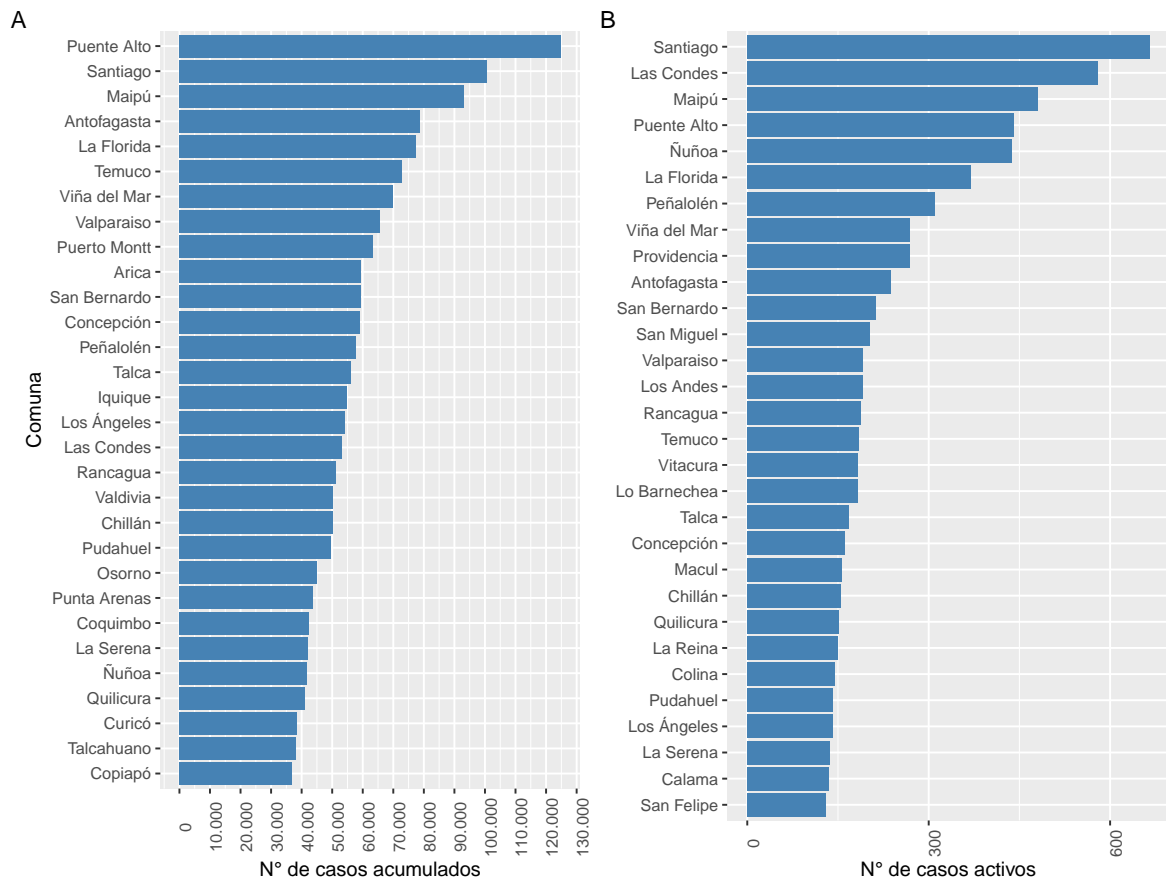 A
Comuna
Puente Alto
Santiago
Maipú
Antofagasta
La Florida
Temuco
Viña del Mar
Valparaiso
Puerto Montt
Arica
San Bernardo
Concepción
Peñalolén
Talca
Iquique
Los Ángeles
Las Condes
Rancagua
Valdivia
Chillán
Pudahuel
Osorno
Punta Arenas
Coquimbo
La Serena
Ñuñoa
Quilicura
Curicó
Talcahuano
Copiapó
0
10.000
20.000
30.000
40.000
50.000
60.000
70.000
80.000
90.000
100.000
110.000
120.000
130.000
N° de casos acumulados
B
Santiago
Las Condes
Maipú
Puente Alto
Ñuñoa
La Florida
Peñalolén
Viña del Mar
Providencia
Antofagasta
San Bernardo
San Miguel
Valparaiso
Los Andes
Rancagua
Temuco
Vitacura
Lo Barnechea
Talca
Concepción
Macul
Chillán
Quilicura
La Reina
Colina
Pudahuel
Los Ángeles
La Serena
Calama
San Felipe
0
300
600
N° de casos activos